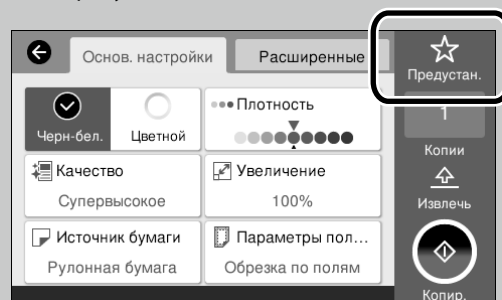 Основ. настройки
Расширенные
Предустан.
Черн-бел.
Цветной
Плотность
1
Копии
Качество
Супервысокое
Увеличение
100%
Извлечь
Источник бумаги
Рулонная бумага
Параметры пол...
Обрезка по полям
Копир.